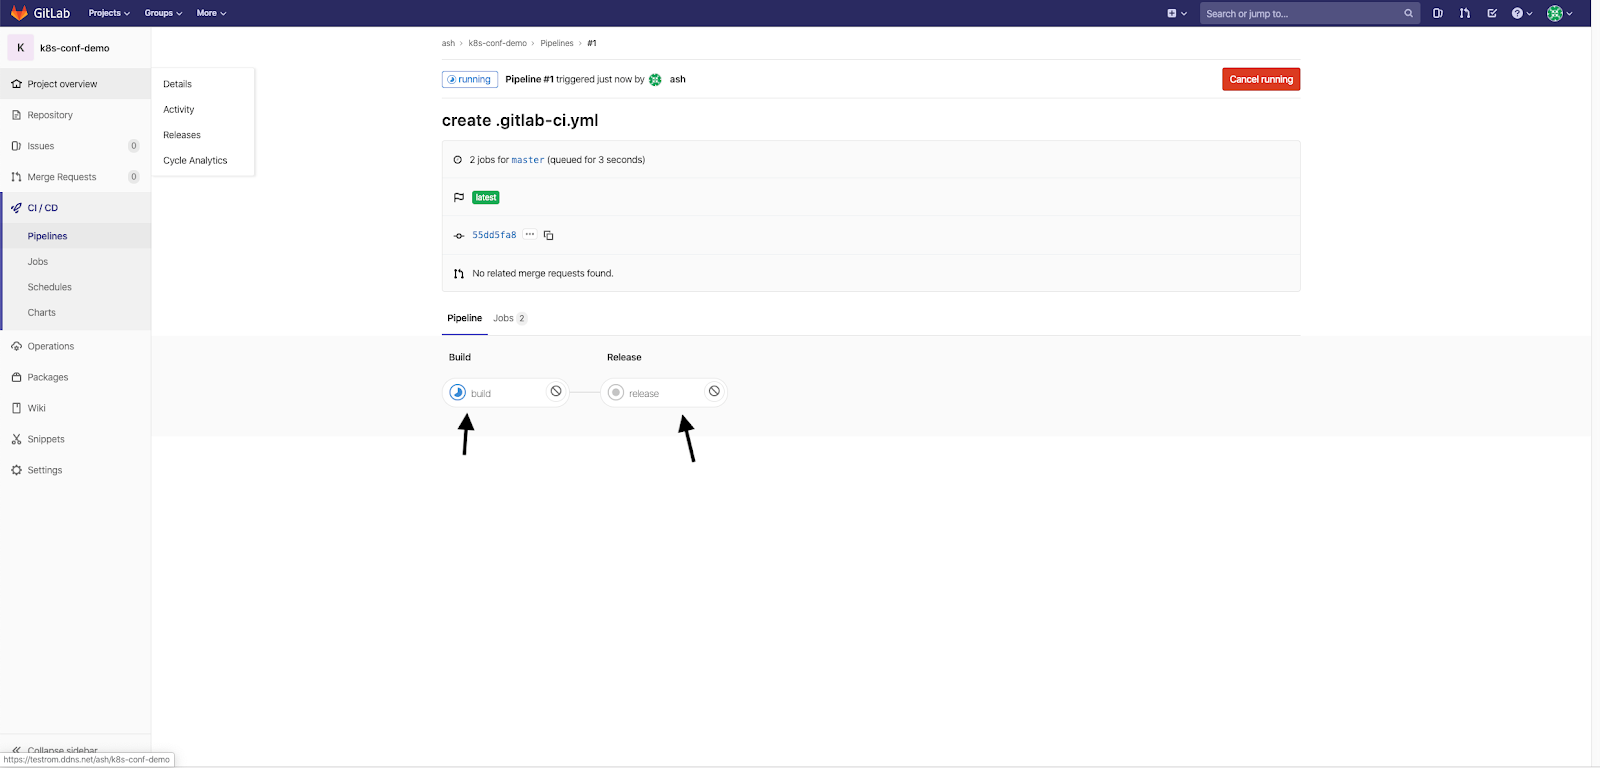 GitLab Projects Groups More Search or jump to...
K k8s-conf-demo
Project overview
Repository
Issues 0
Merge Requests 0
CI / CD
Pipelines
Jobs
Schedules
Charts
Operations
Packages
Wiki
Snippets
Settings
Collapse sidebar
https://testrom.ddns.net/ash/k8s-conf-demo
Details
Activity
Releases
Cycle Analytics
ash › k8s-conf-demo › Pipelines › #1
running Pipeline #1 triggered just now by ash Cancel running
create .gitlab-ci.yml
2 jobs for master (queued for 3 seconds)
latest
55dd5fa8 ...
No related merge requests found.
Pipeline Jobs 2
Build Release
build release